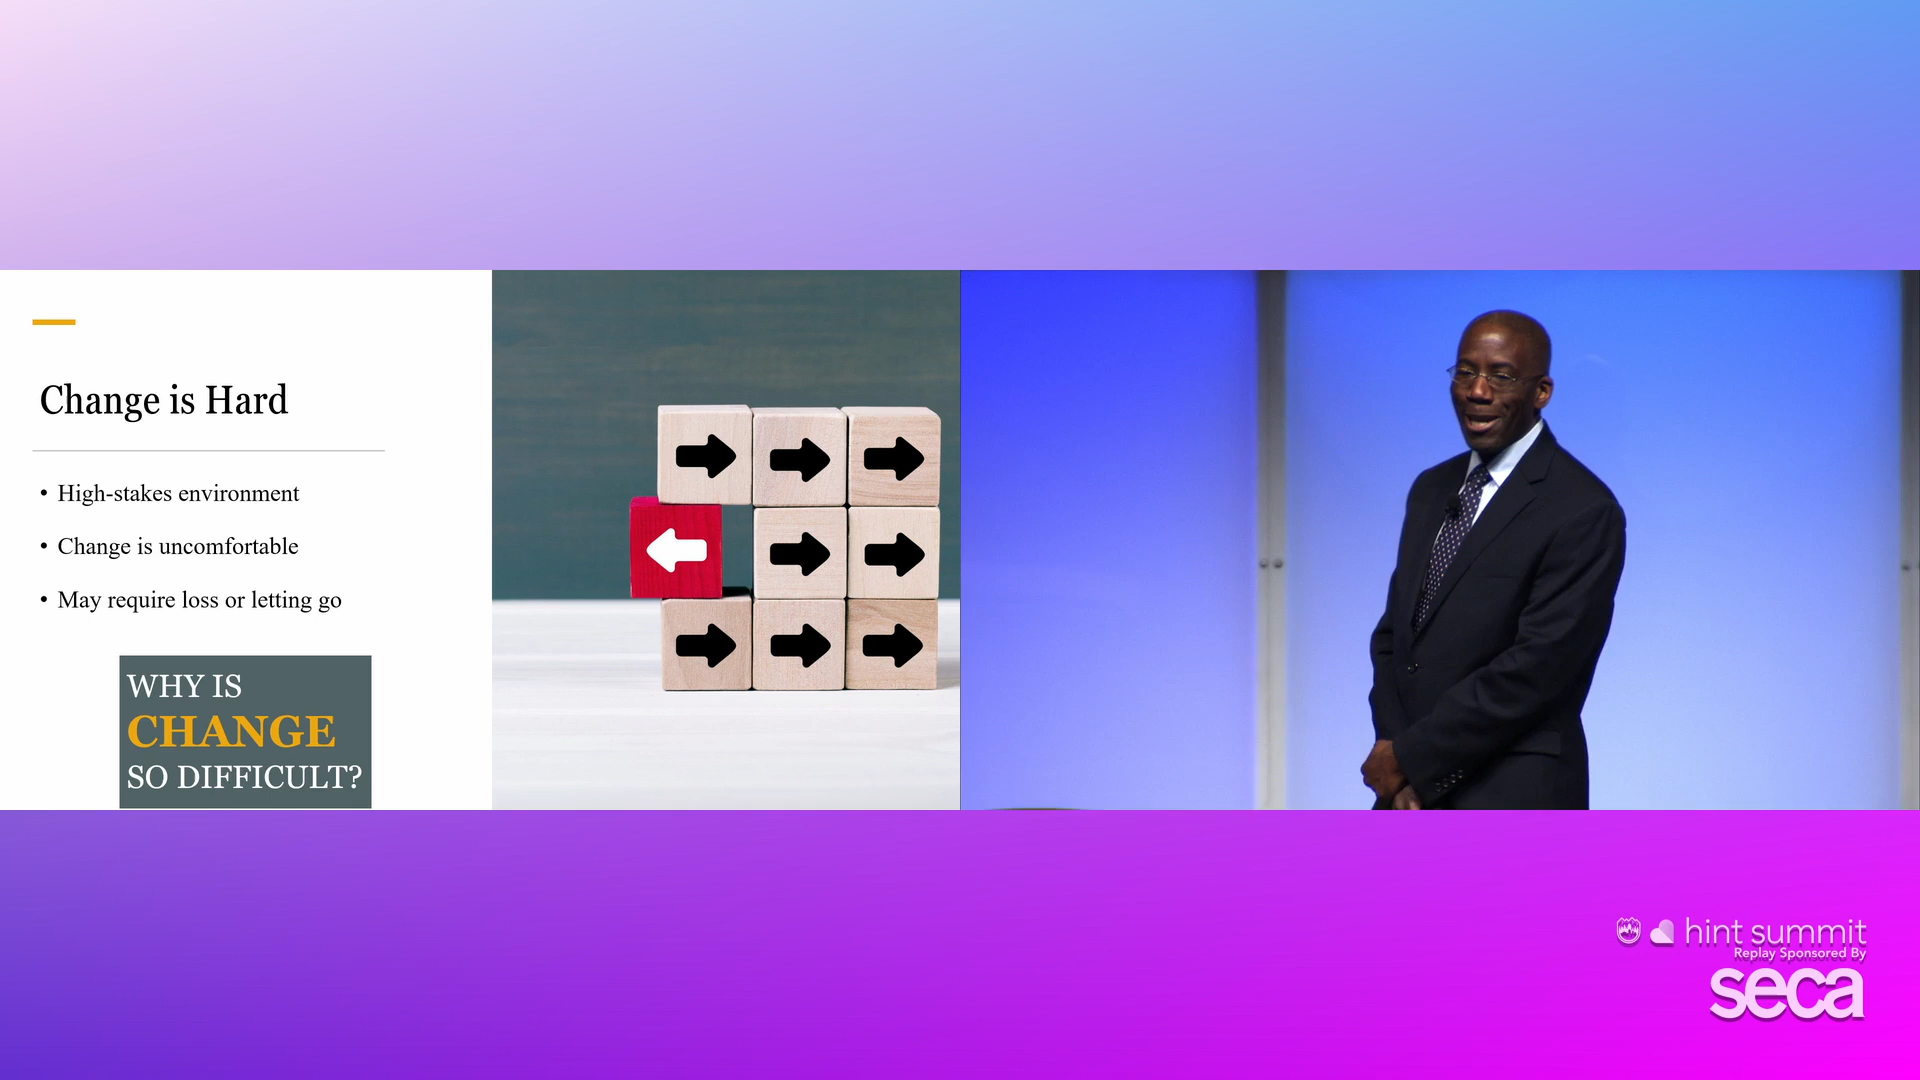 Change is Hard
• High-stakes environment
• Change is uncomfortable
• May require loss or letting go
WHY IS
CHANGE
SO DIFFICULT?
hint summit
Replay Sponsored By
seca